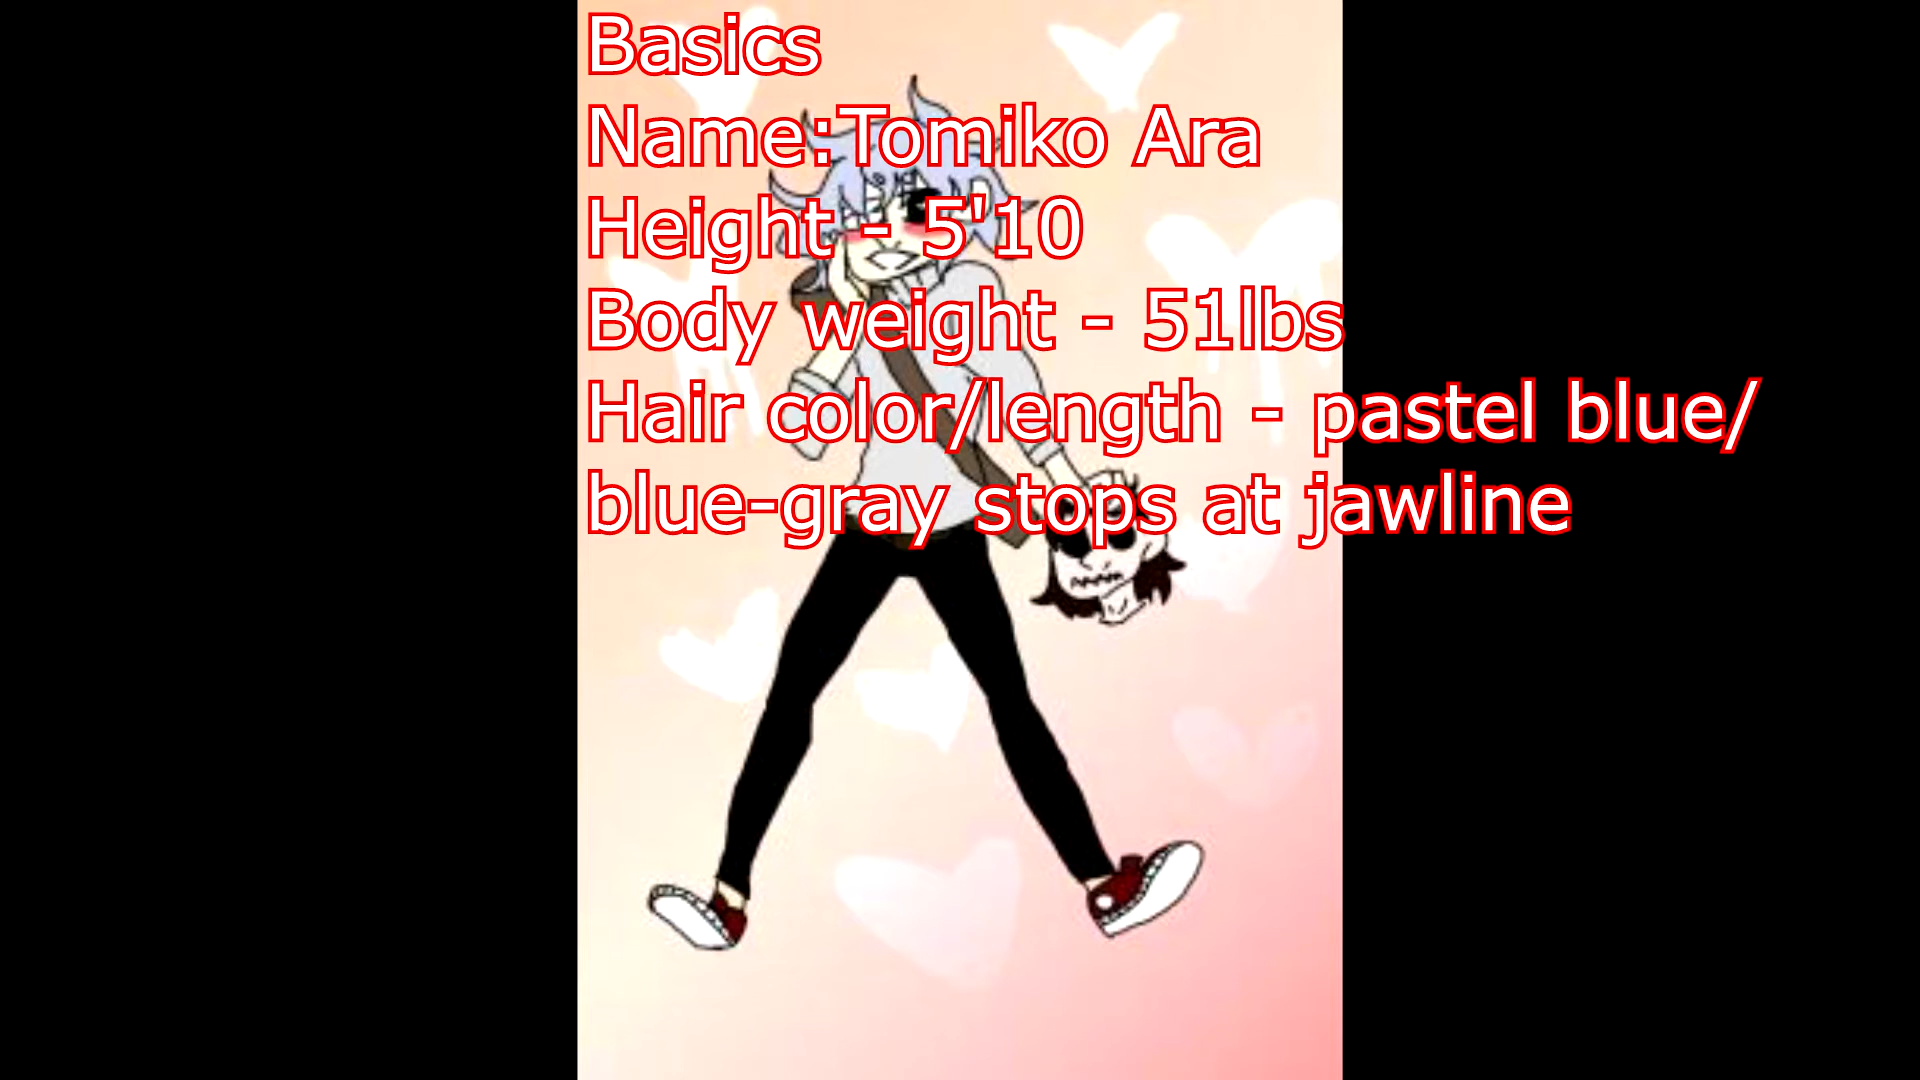 Basics
Name:Tomiko Ara
Height - 5'10
Body weight - 51lbs
Hair color/length - pastel blue/
blue-gray stops at jawline